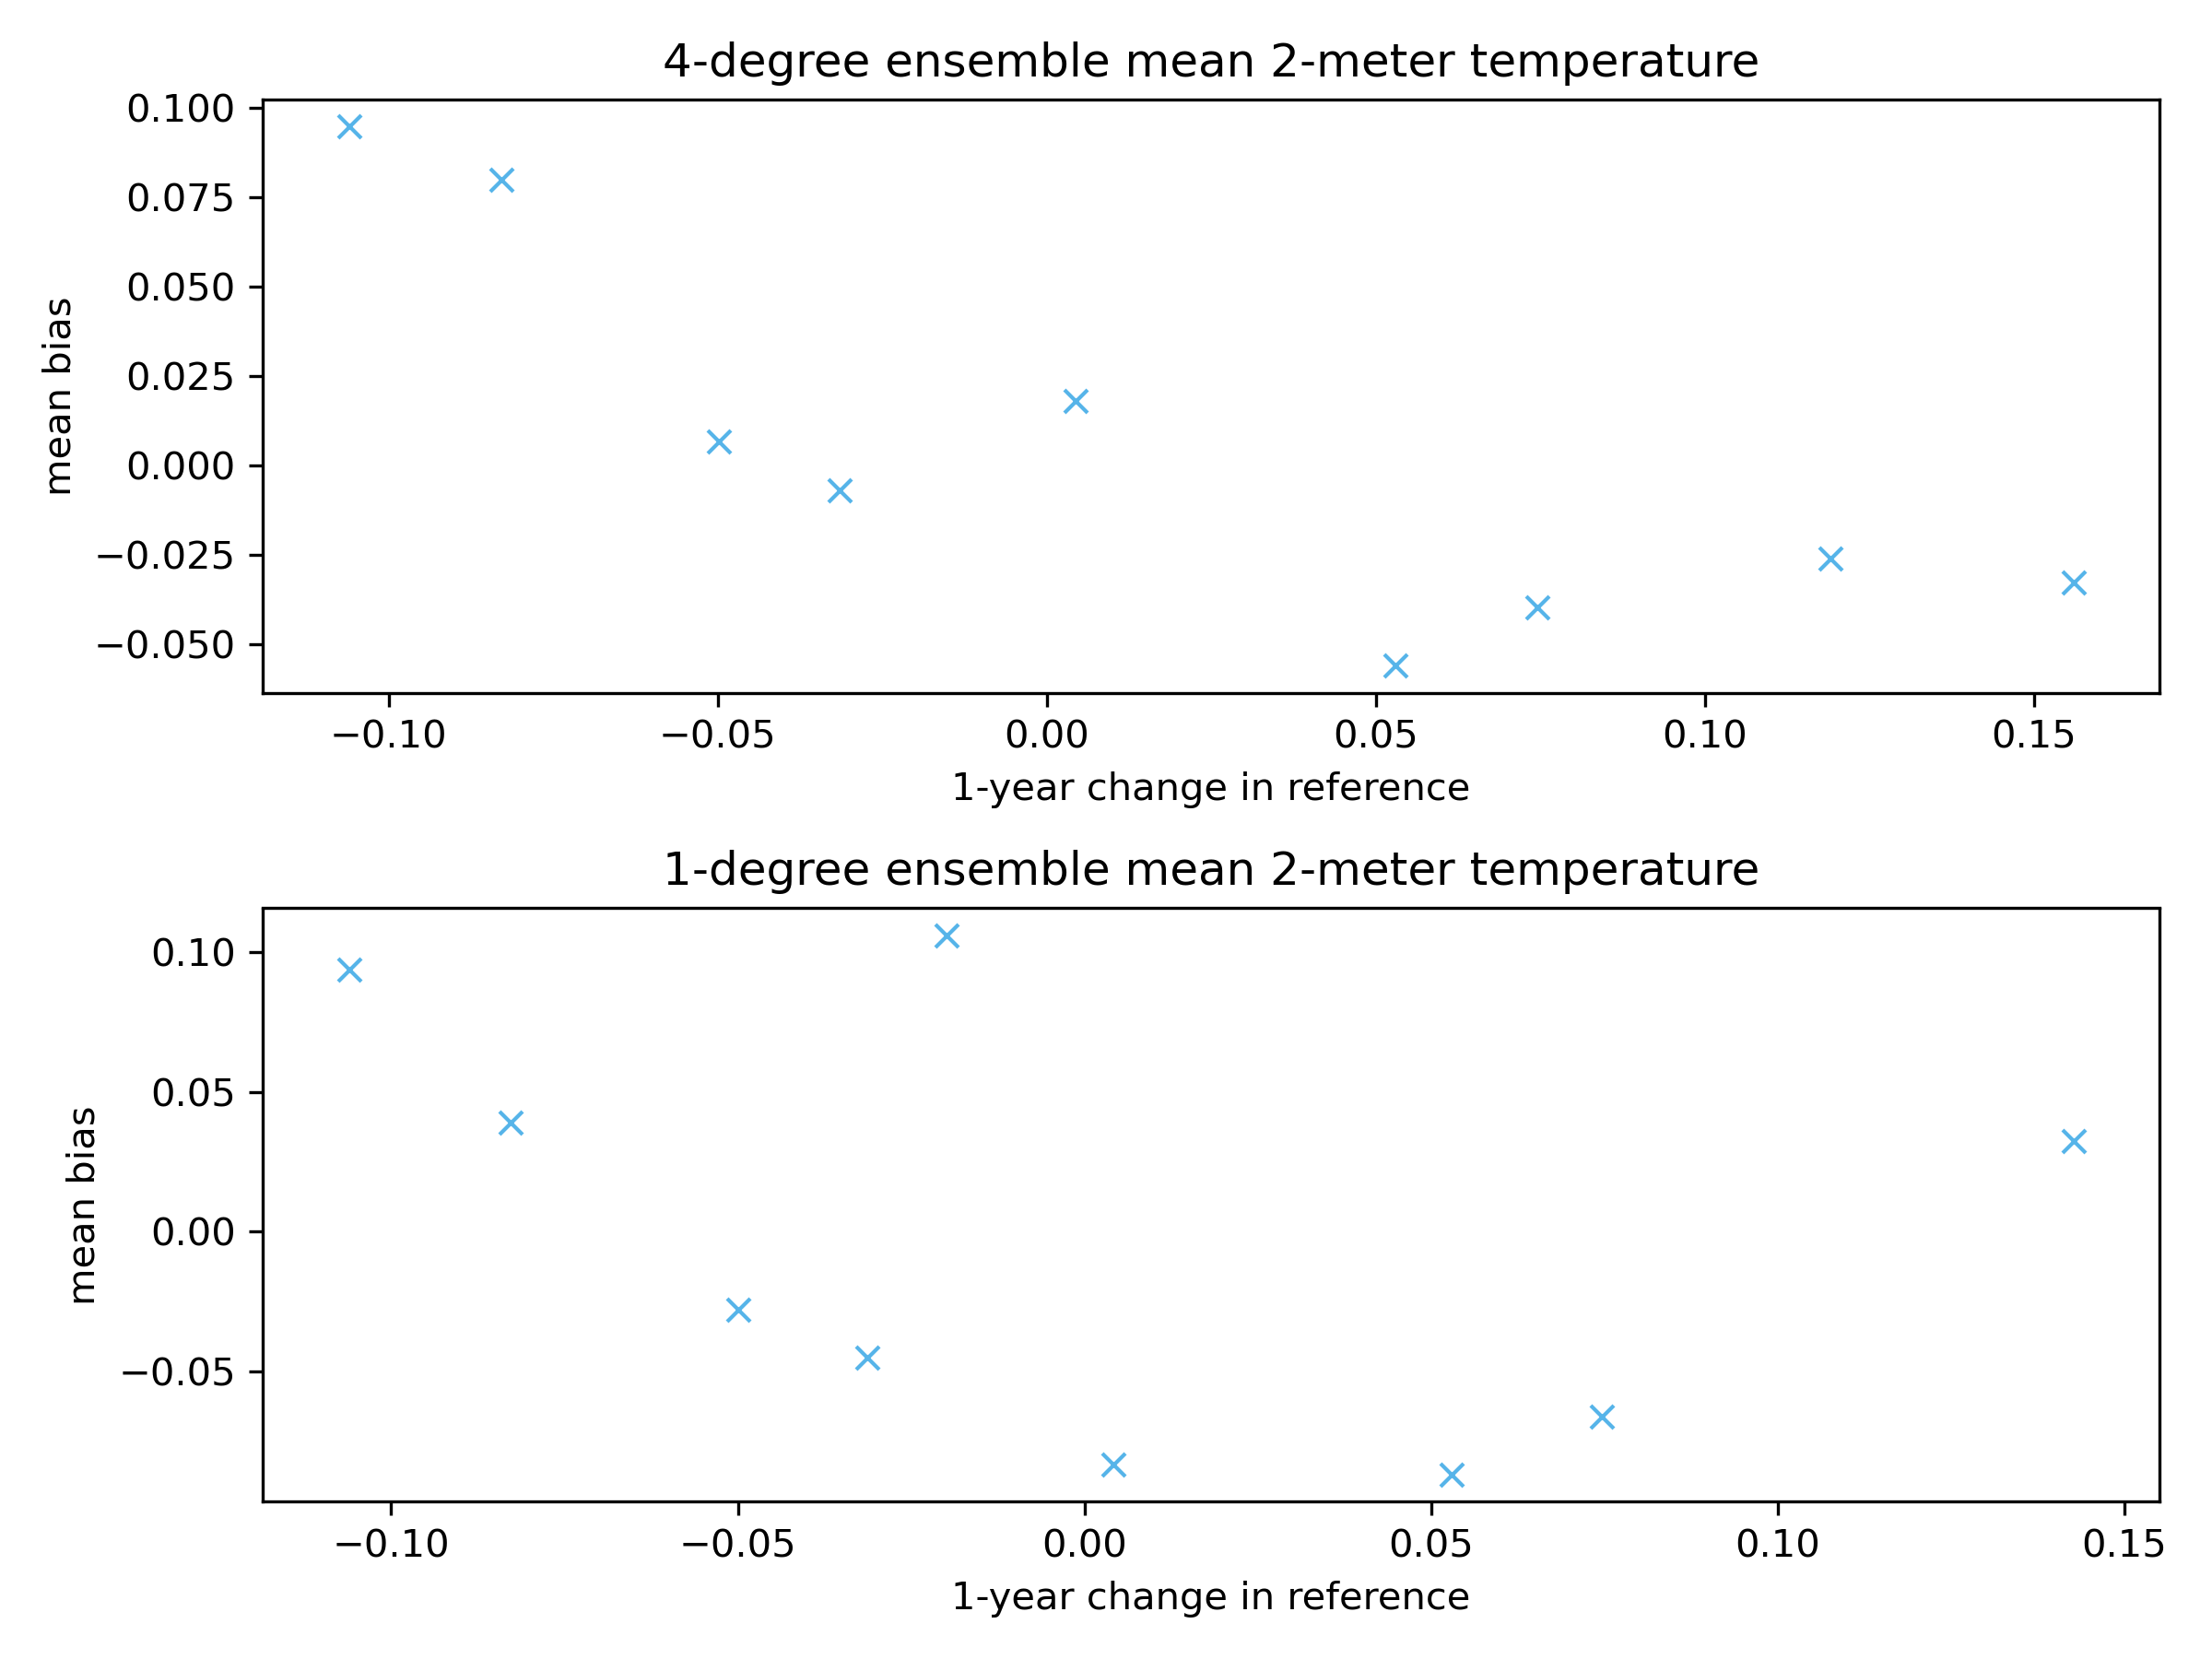 4-degree ensemble mean 2-meter temperature
0.100
0.075
0.050
0.025
0.000
−0.025
−0.050
mean bias
−0.10 −0.05 0.00 0.05 0.10 0.15
1-year change in reference
1-degree ensemble mean 2-meter temperature
0.10
0.05
0.00
−0.05
mean bias
−0.10 −0.05 0.00 0.05 0.10 0.15
1-year change in reference